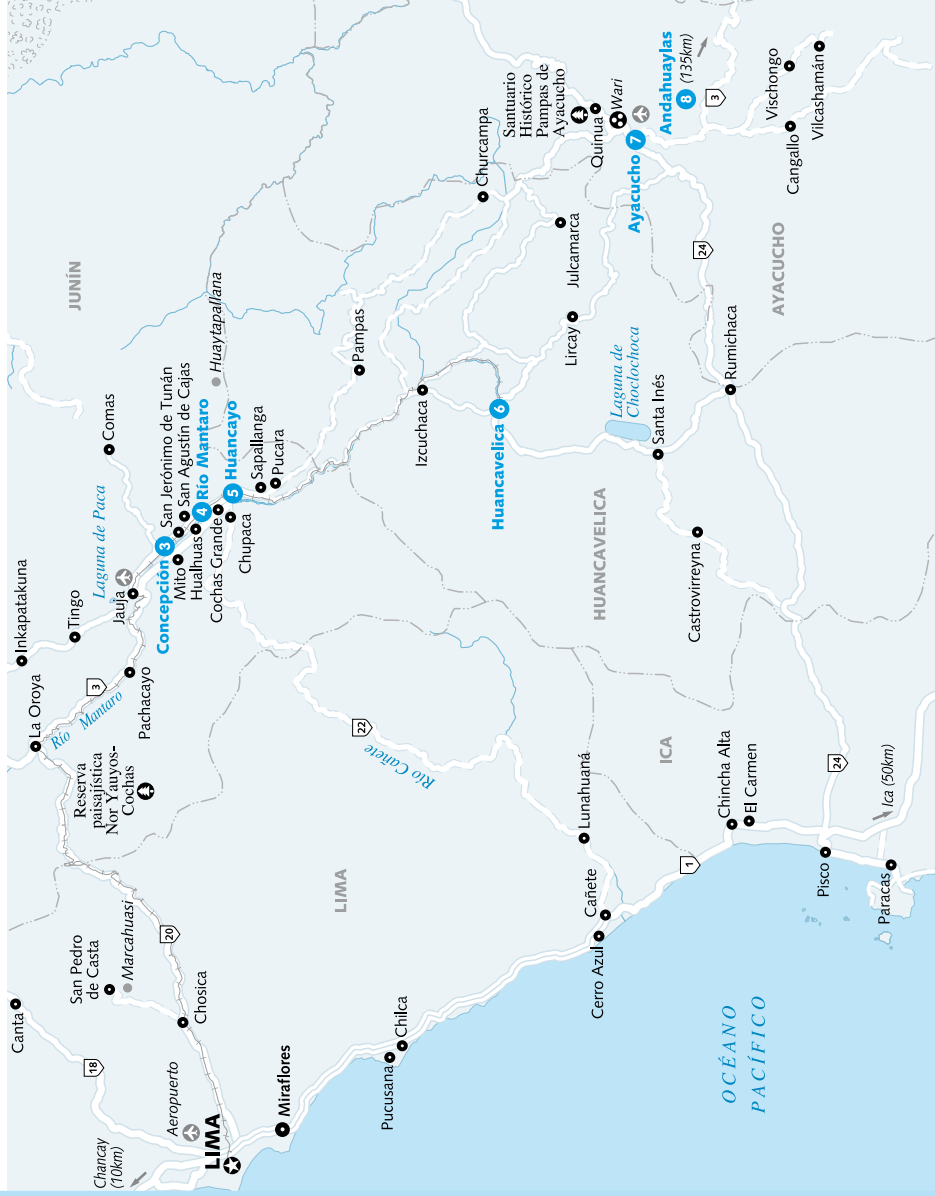 JUNÍN
Churcampa
Santuario
Histórico
Pampas de
Ayacucho
Wari
Quinua
Ayacucho 7
Andahuaylas
8 (135km)
3
Vischongo
Vilcashamán
Cangallo
Julcamarca
Huaytapallana
Pampas
Lircay
24
AYACUCHO
Comas
San Jerónimo de Tunán
San Agustín de Cajas
4 Río Mantaro
5 Huancayo
Sapallanga
Pucara
Izcuchaca
Huancavelica 6
Laguna de
Choclochoca
Santa Inés
Rumichaca
Laguna de Paca
Jauja
Concepción 3
Mito
Hualhuas
Cochas Grande
Chupaca
HUANCAVELICA
Castrovirreyna
Inkapatakuna
Tingo
La Oroya
3
Río Mantaro
Pachacayo
Reserva
paisajística
Nor Yauyos-
Cochas
22
Río Cañete
ICA
Lunahuaná
Chincha Alta
El Carmen
24
Ica (50km)
1
Pisco
Paracas
LIMA
Cañete
Cerro Azul
San Pedro
de Casta
Marcahuasi
20
Chosica
Canta
18
Chilca
Pucusana
Miraflores
Aeropuerto
LIMA
Chancay
(10km)
OCÉANO
PACÍFICO